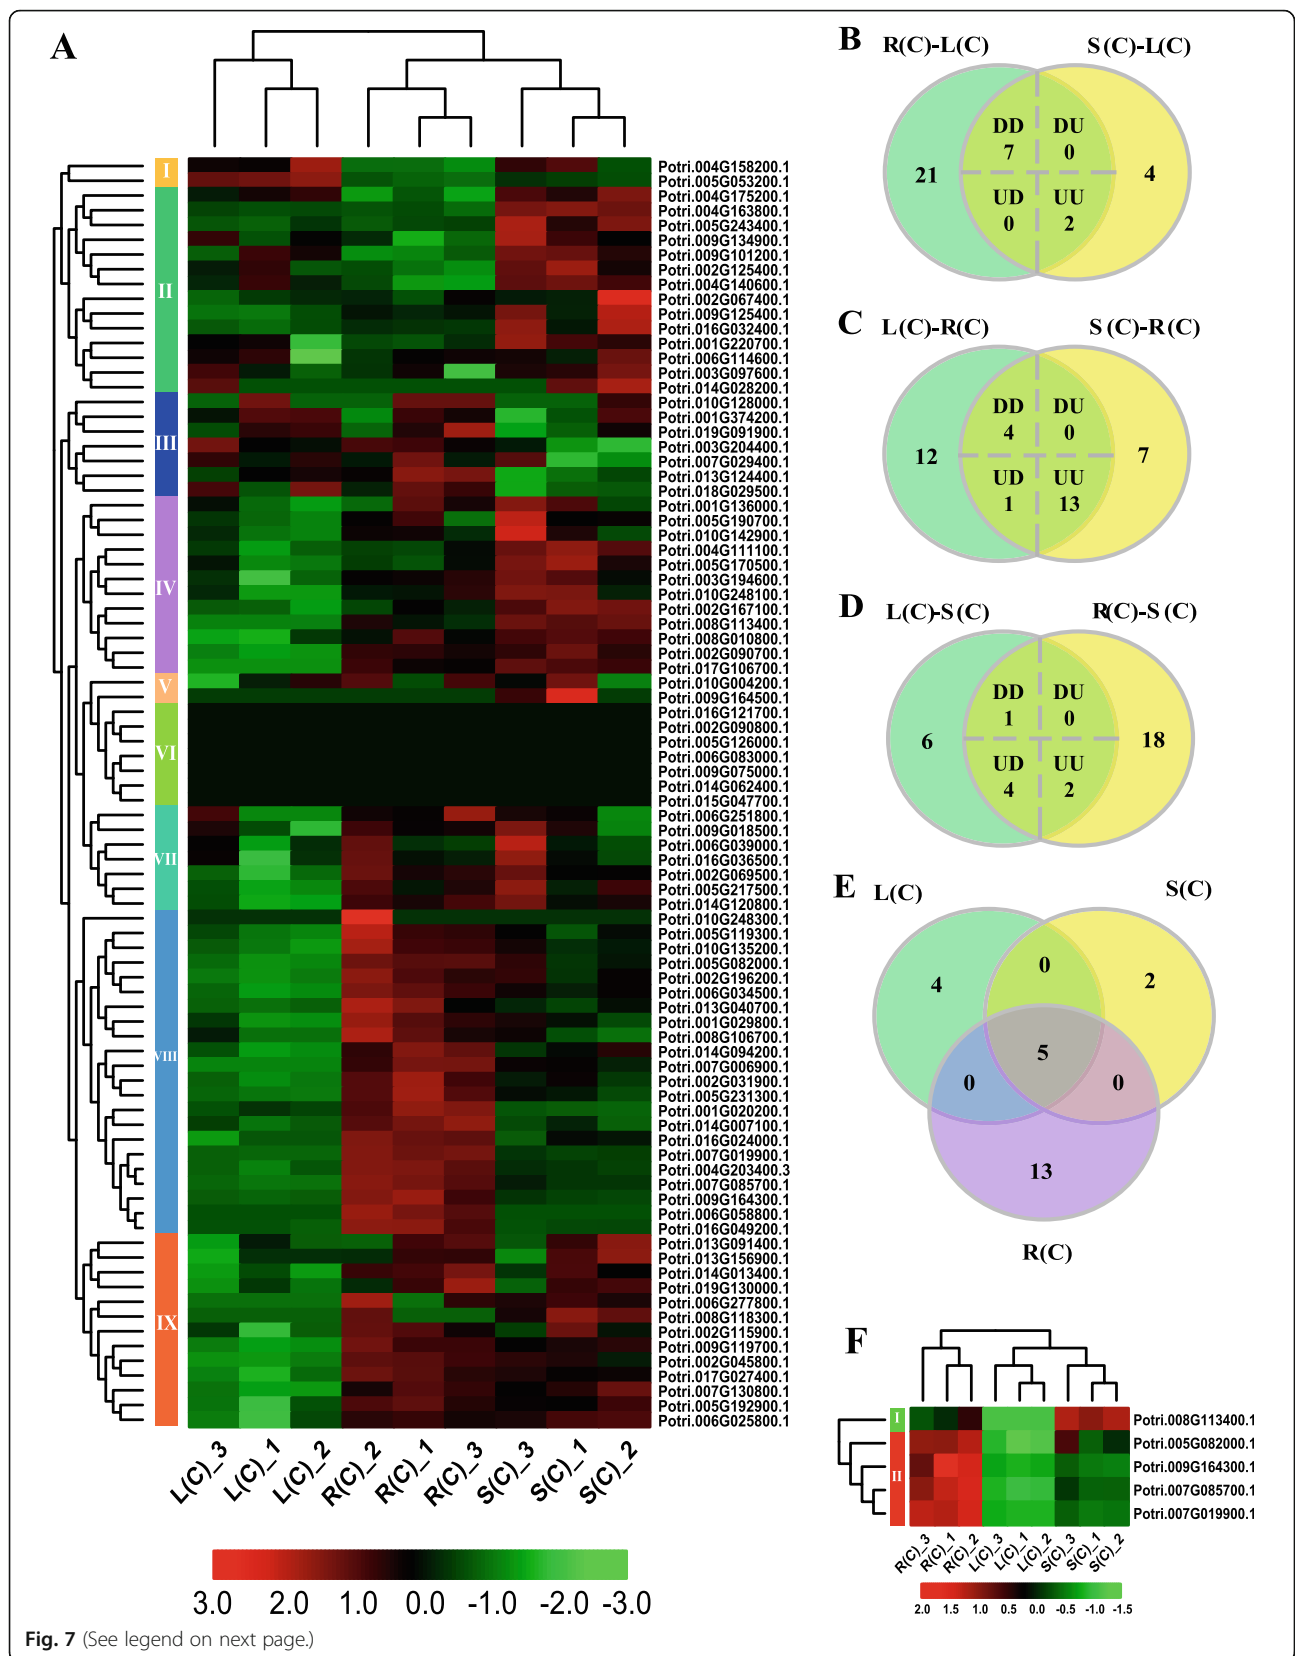 A
I
II
III
IV
V
VI
VII
VIII
IX
Potri.004G158200.1
Potri.005G053200.1
Potri.004G175200.1
Potri.004G163800.1
Potri.005G243400.1
Potri.009G134900.1
Potri.009G101200.1
Potri.002G125400.1
Potri.004G140600.1
Potri.002G067400.1
Potri.009G125400.1
Potri.016G032400.1
Potri.001G220700.1
Potri.006G114600.1
Potri.003G097600.1
Potri.014G028200.1
Potri.010G128000.1
Potri.001G374200.1
Potri.019G091900.1
Potri.003G204400.1
Potri.007G029400.1
Potri.013G124400.1
Potri.018G029500.1
Potri.001G136000.1
Potri.005G190700.1
Potri.010G142900.1
Potri.004G111100.1
Potri.005G170500.1
Potri.003G194600.1
Potri.010G248100.1
Potri.002G167100.1
Potri.008G113400.1
Potri.008G010800.1
Potri.002G090700.1
Potri.017G106700.1
Potri.010G004200.1
Potri.009G164500.1
Potri.016G121700.1
Potri.002G090800.1
Potri.005G126000.1
Potri.006G083000.1
Potri.009G075000.1
Potri.014G062400.1
Potri.015G047700.1
Potri.006G251800.1
Potri.009G018500.1
Potri.006G039000.1
Potri.016G036500.1
Potri.002G069500.1
Potri.005G217500.1
Potri.014G120800.1
Potri.010G248300.1
Potri.005G119300.1
Potri.010G135200.1
Potri.005G082000.1
Potri.002G196200.1
Potri.006G034500.1
Potri.013G040700.1
Potri.001G029800.1
Potri.008G106700.1
Potri.014G094200.1
Potri.007G006900.1
Potri.002G031900.1
Potri.005G231300.1
Potri.001G020200.1
Potri.014G007100.1
Potri.016G024000.1
Potri.007G019900.1
Potri.004G203400.3
Potri.007G085700.1
Potri.009G164300.1
Potri.006G058800.1
Potri.016G049200.1
Potri.013G091400.1
Potri.013G156900.1
Potri.014G013400.1
Potri.019G130000.1
Potri.006G277800.1
Potri.008G118300.1
Potri.002G115900.1
Potri.009G119700.1
Potri.002G045800.1
Potri.017G027400.1
Potri.007G130800.1
Potri.005G192900.1
Potri.006G025800.1
L(C)_3 L(C)_1 L(C)_2 R(C)_2 R(C)_1 R(C)_3 S(C)_3 S(C)_1 S(C)_2
3.0 2.0 1.0 0.0 -1.0 -2.0 -3.0
B
R(C)-L(C) S(C)-L(C)
DD DU
7 0
21 4
UD UU
0 2
C
L(C)-R(C) S(C)-R(C)
DD DU
4 0
12 7
UD UU
1 13
D
L(C)-S(C) R(C)-S(C)
DD DU
1 0
6 18
UD UU
4 2
E
L(C) S(C)
0
4 2
5
0 0
13
R(C)
F
I
II
Potri.008G113400.1
Potri.005G082000.1
Potri.009G164300.1
Potri.007G085700.1
Potri.007G019900.1
R(C)_3 R(C)_1 R(C)_2 L(C)_3 L(C)_1 L(C)_2 S(C)_3 S(C)_1 S(C)_2
2.0 1.0 0.5 0.0 -0.5 -1.0 -1.5
Fig. 7 (See legend on next page.)